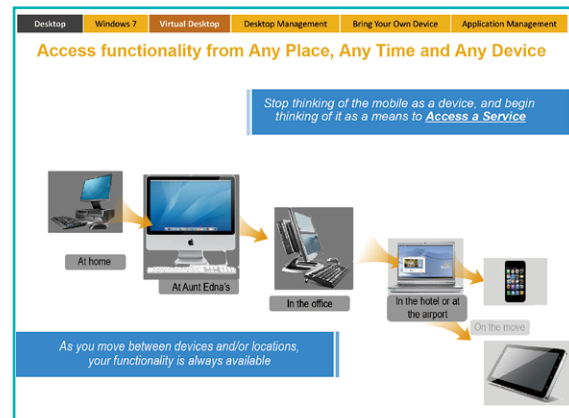 Desktop
Windows 7
Virtual Desktop
Desktop Management
Bring Your Own Device
Application Management
Access functionality from Any Place, Any Time and Any Device
Stop thinking of the mobile as a device, and begin
thinking of it as a means to Access a Service
At home
At Aunt Edna's
In the office
In the hotel or at
the airport
On the move
As you move between devices and/or locations,
your functionality is always available